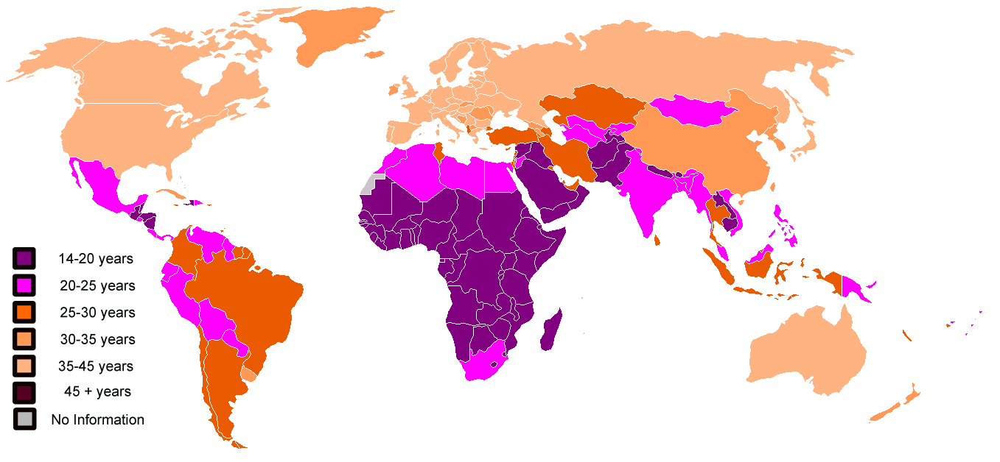 14-20 years
20-25 years
25-30 years
30-35 years
35-45 years
45 + years
No Information